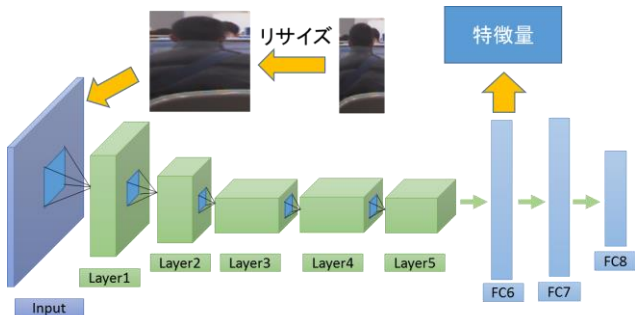 リサイズ
特徴量
Layer1
Layer2
Layer3
Layer4
Layer5
FC6
FC7
FC8
Input